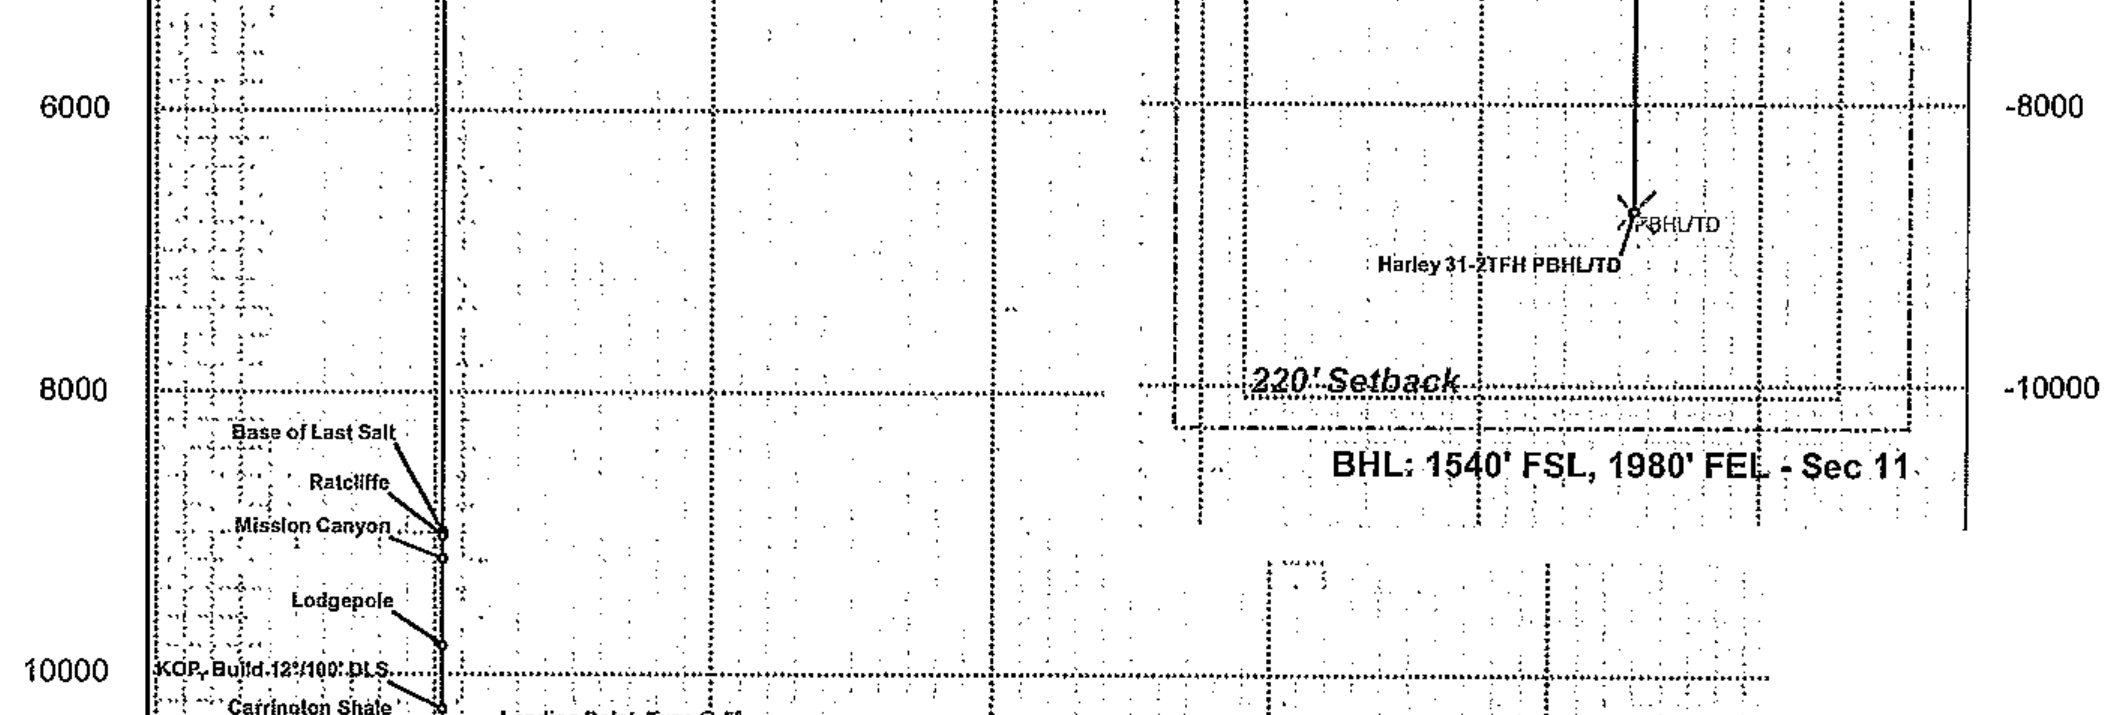 6000
-8000
PBHL/TD
Harley 31-2TFH PBHL/TD
8000
220' Setback
-10000
Base of Last Salt
BHL: 1540' FSL, 1980' FEL - Sec 11
Ratcliffe
Mission Canyon
Lodgepole
10000
KOP, Build 12°/100' DLS
Carrington Shale